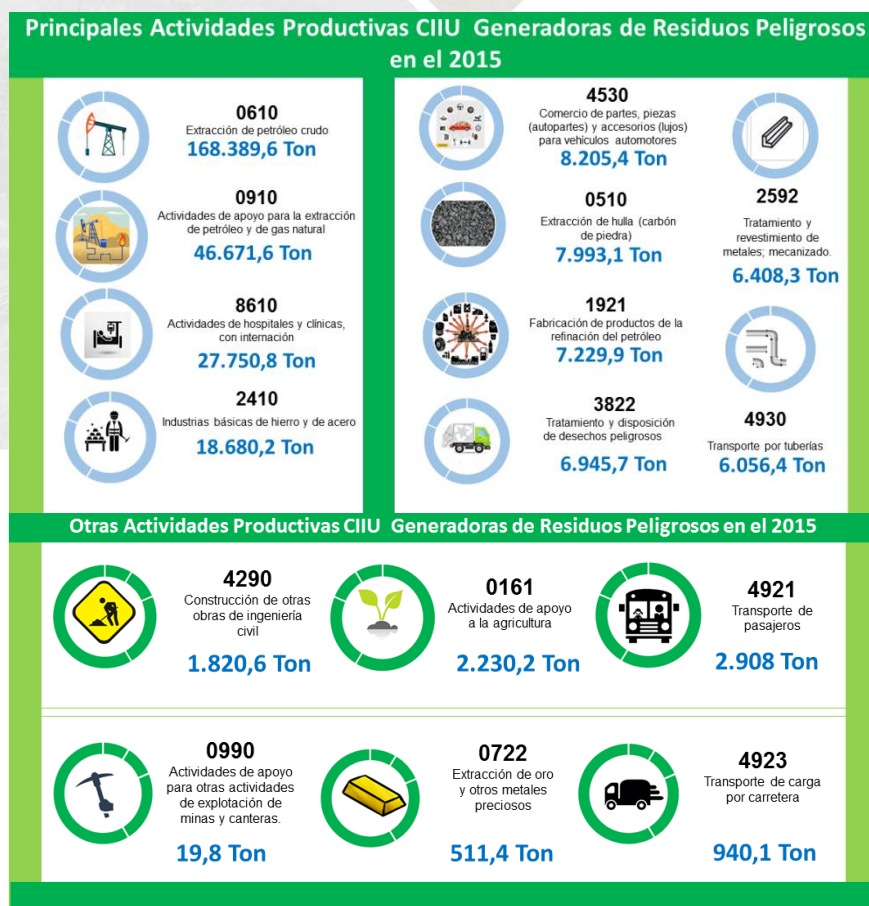 Principales Actividades Productivas CIIU Generadoras de Residuos Peligrosos
en el 2015
0610
Extracción de petróleo crudo
168.389,6 Ton
0910
Actividades de apoyo para la extracción
de petróleo y de gas natural
46.671,6 Ton
8610
Actividades de hospitales y clínicas,
con internación
27.750,8 Ton
2410
Industrias básicas de hierro y de acero
18.680,2 Ton
4530
Comercio de partes, piezas
(autopartes) y accesorios (lujos)
para vehículos automotores
8.205,4 Ton
0510
Extracción de hulla (carbón
de piedra)
7.993,1 Ton
1921
Fabricación de productos de la
refinación del petróleo
7.229,9 Ton
3822
Tratamiento y disposición
de desechos peligrosos
6.945,7 Ton
2592
Tratamiento y
revestimiento de
metales; mecanizado.
6.408,3 Ton
4930
Transporte por tuberías
6.056,4 Ton
Otras Actividades Productivas CIIU Generadoras de Residuos Peligrosos en el 2015
4290
Construcción de otras
obras de ingeniería
civil
1.820,6 Ton
0161
Actividades de apoyo
a la agricultura
2.230,2 Ton
4921
Transporte de
pasajeros
2.908 Ton
0990
Actividades de apoyo
para otras actividades
de explotación de
minas y canteras.
19,8 Ton
0722
Extracción de oro
y otros metales
preciosos
511,4 Ton
4923
Transporte de carga
por carretera
940,1 Ton